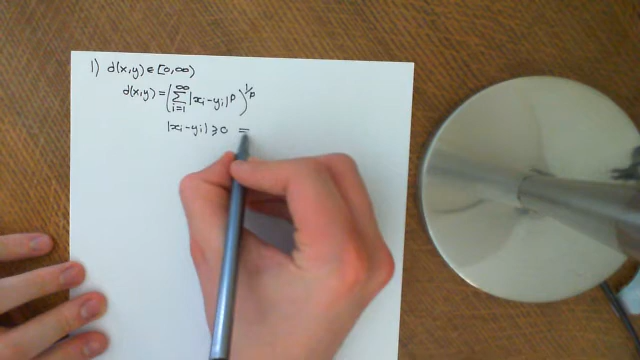 1) d(x,y) ∈ [0,∞)
d(x,y) = (∑_{i=1}^{∞} |x_i - y_i|^p)^{1/p}
|x_i - y_i| ≥ 0 =